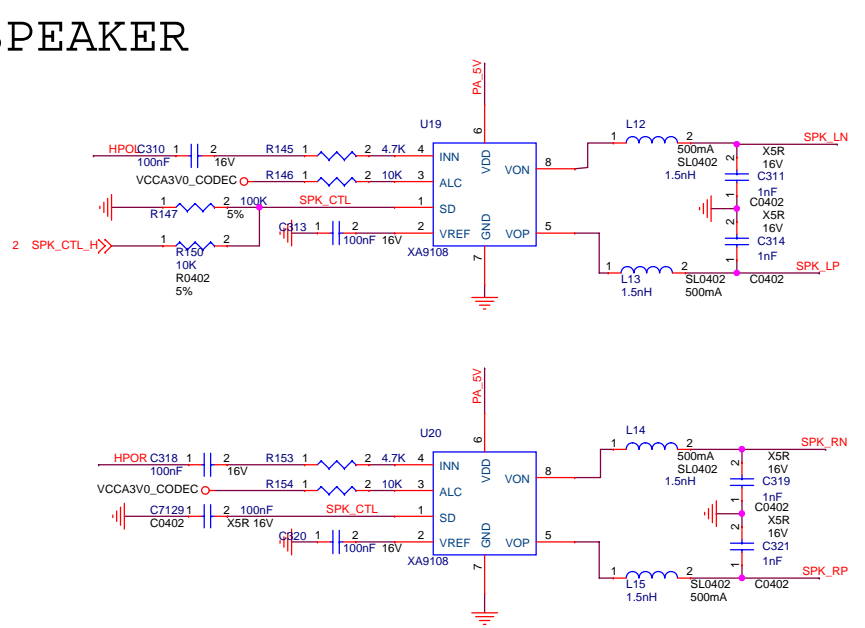 SPEAKER
PA_5V
U19
6
HPOL C310 1 2 R145 1 2 4.7K 4 INN VDD VON 8
100nF 16V
VCCA3V0_CODEC R146 1 2 10K 3 ALC
1 2 100K SPK_CTL 1 SD
R147 5%
C313 1 2 2 VREF GND VOP 5
100nF 16V
XA9108
7
2 SPK_CTL_H 1 2
R150
10K
R0402
5%
L12
1 2 SPK_LN
500mA
SL0402
1.5nH
X5R
16V
2 C311
1 1nF
C0402
X5R
16V
2 C314
1 1nF
1 2 SPK_LP
L13 SL0402 C0402
1.5nH 500mA
PA_5V
U20
6
HPOR C318 1 2 R153 1 2 4.7K 4 INN VDD VON 8
100nF 16V
VCCA3V0_CODEC R154 1 2 10K 3 ALC
C7129 1 2 100nF SPK_CTL 1 SD
C0402 X5R 16V
C320 1 2 2 VREF GND VOP 5
100nF 16V
XA9108
7
L14
1 2 SPK_RN
500mA
SL0402
1.5nH
X5R
16V
2 C319
1 1nF
C0402
X5R
16V
2 C321
1 1nF
1 2 SPK_RP
L15 SL0402 C0402
1.5nH 500mA